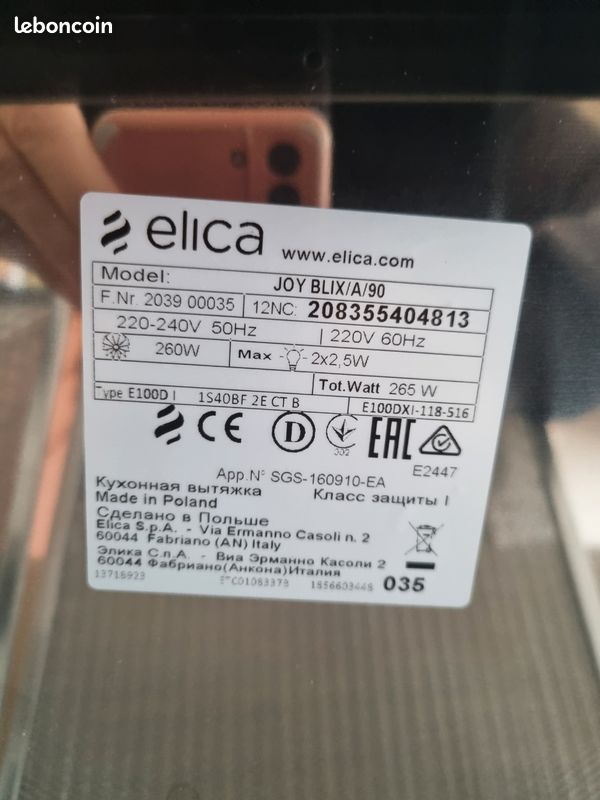 leboncoin
elica www.elica.com
Model: JOY BLIX/A/90
F.Nr. 2039 00035 12NC: 208355404813
220-240V 50Hz | 220V 60Hz
260W Max 2x2,5W
Tot.Watt 265 W
Type E100D I 1S40BF 2E CT B E100DXI-118-516
CE D EAC
App.N° SGS-160910-EA E2447
Кухонная вытяжка Класс защиты I
Made in Poland
Сделано в Польше
Elica S.p.A. - Via Ermanno Casoli n. 2
60044 Fabriano (AN) Italy
Элика С.п.А. - Виа Эрманно Касоли 2
60044 Фабриано(Анкона)Италия
13716923 1856603448 035